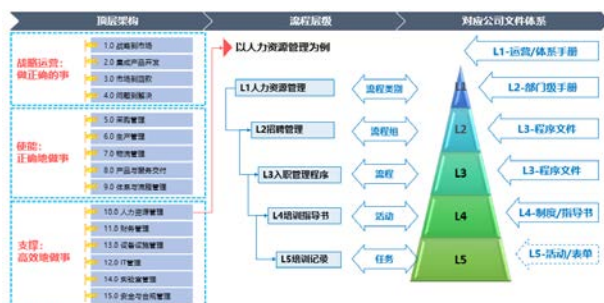 顶层架构
流程层级
对应公司文件体系
战略运营:
做正确的事
1.0 战略到市场
2.0 集成产品开发
3.0 市场到回款
4.0 问题到解决
使能:
正确地做事
5.0 采购管理
6.0 生产管理
7.0 物流管理
8.0 产品与服务交付
9.0 体系与流程管理
支撑:
高效地做事
10.0 人力资源管理
11.0 财务管理
13.0 设备设施管理
12.0 IT管理
14.0 实验室管理
15.0 安全与合规管理
以人力资源管理为例
L1人力资源管理
流程类别
L2招聘管理
流程组
L3入职管理程序
流程
L4培训指导书
活动
L5培训记录
任务
L1
L2
L3
L4
L5
L1-运营/体系手册
L2-部门级手册
L3-程序文件
L3-程序文件
L4-制度/指导书
L5-活动/表单